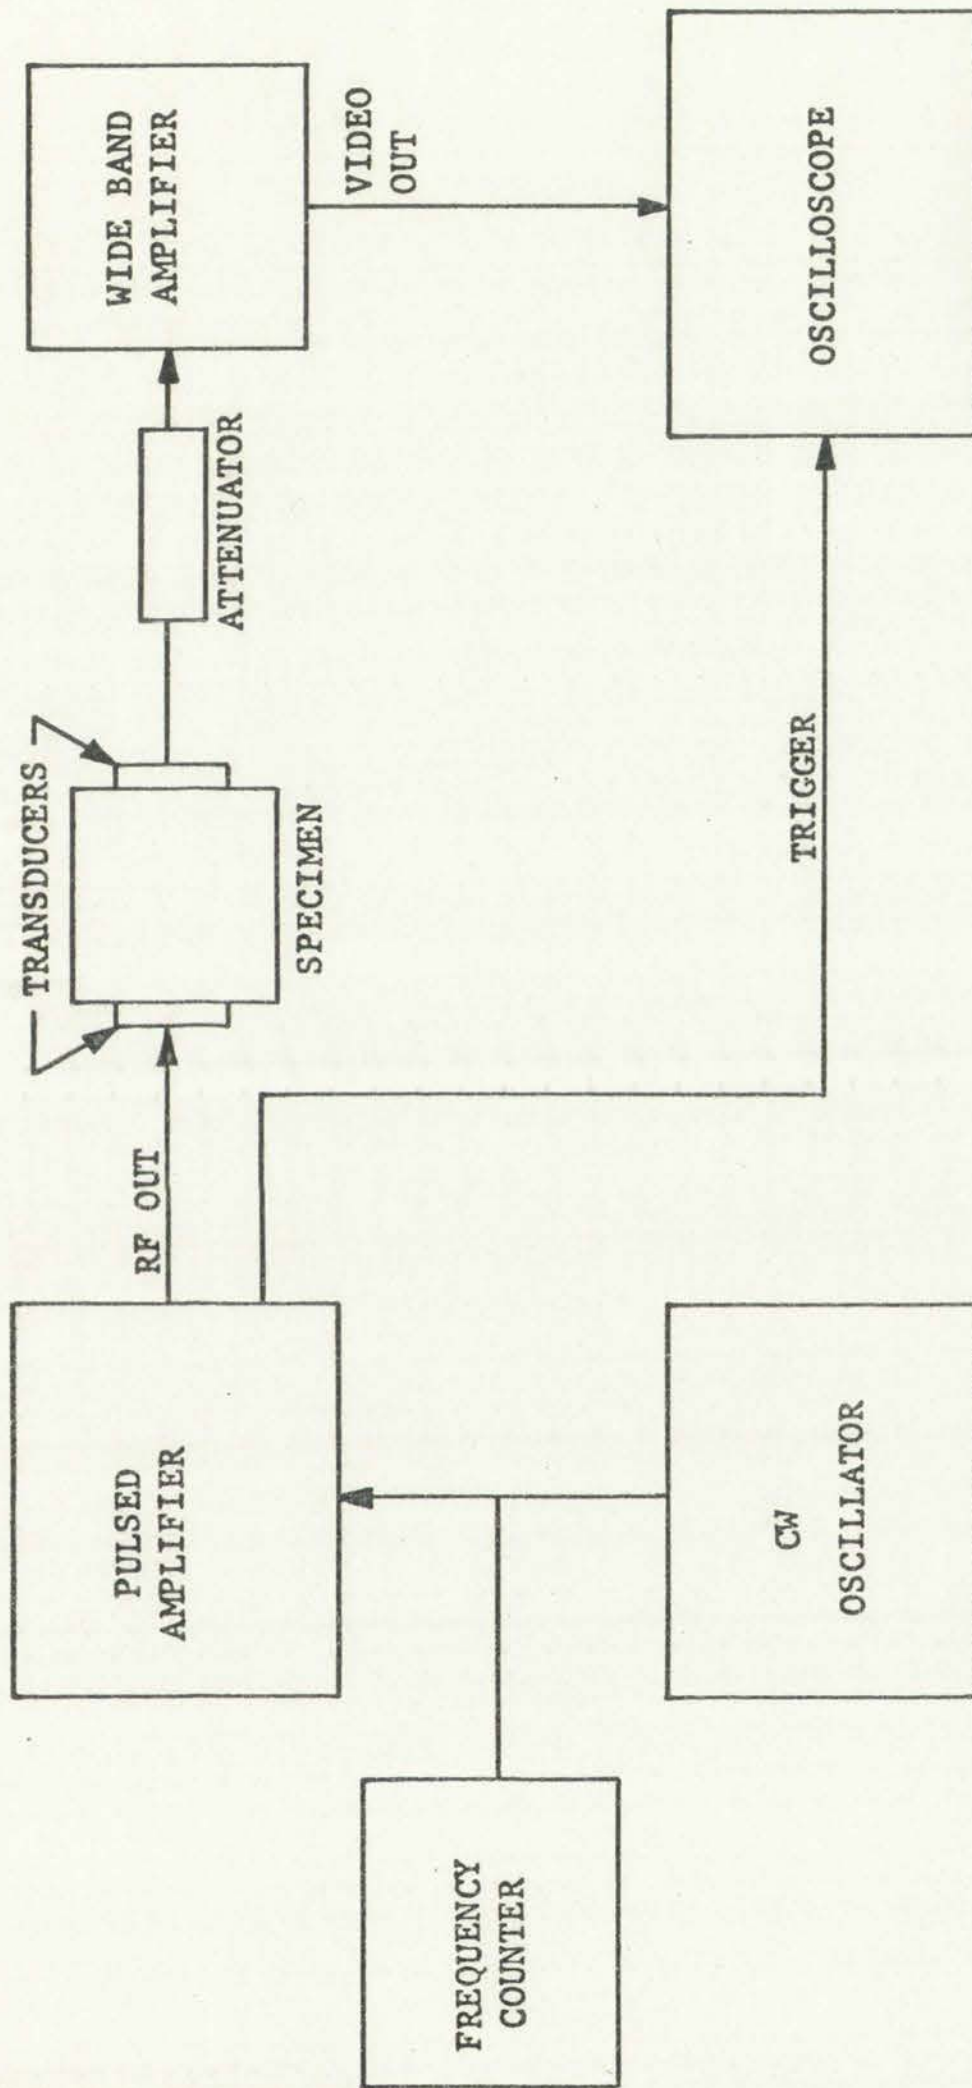 FREQUENCY
COUNTER
PULSED
AMPLIFIER
CW
OSCILLATOR
RF OUT
TRANSDUCERS
SPECIMEN
TRIGGER
ATTENUATOR
WIDE BAND
AMPLIFIER
VIDEO
OUT
OSCILLOSCOPE